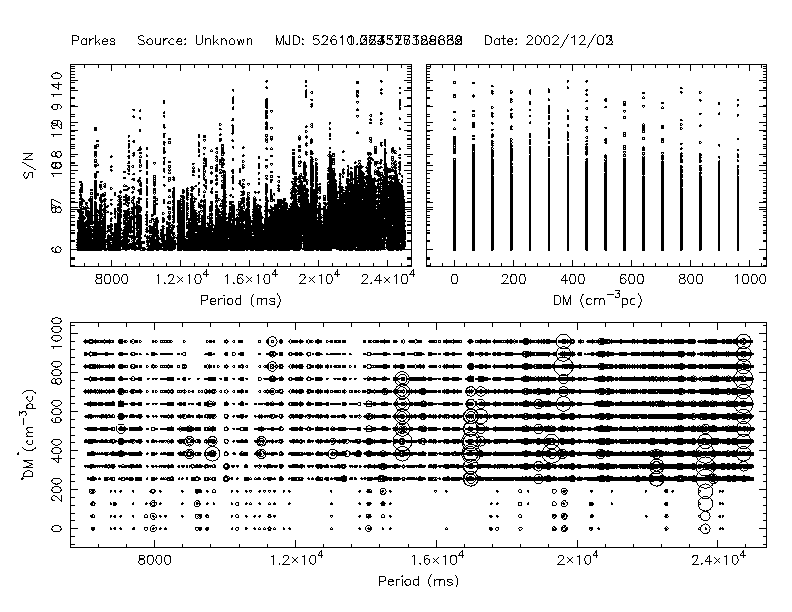 Parkes Source: Unknown MJD: 52611 Date: 2002/12/02
S/N
6
8000 1.2×10⁴ 1.6×10⁴ 2×10⁴ 2.4×10⁴
Period (ms)
0 200 400 600 800 1000
DM (cm⁻³pc)
DM (cm⁻³pc)
0 200 400 600 800 1000
8000 1.2×10⁴ 1.6×10⁴ 2×10⁴ 2.4×10⁴
Period (ms)